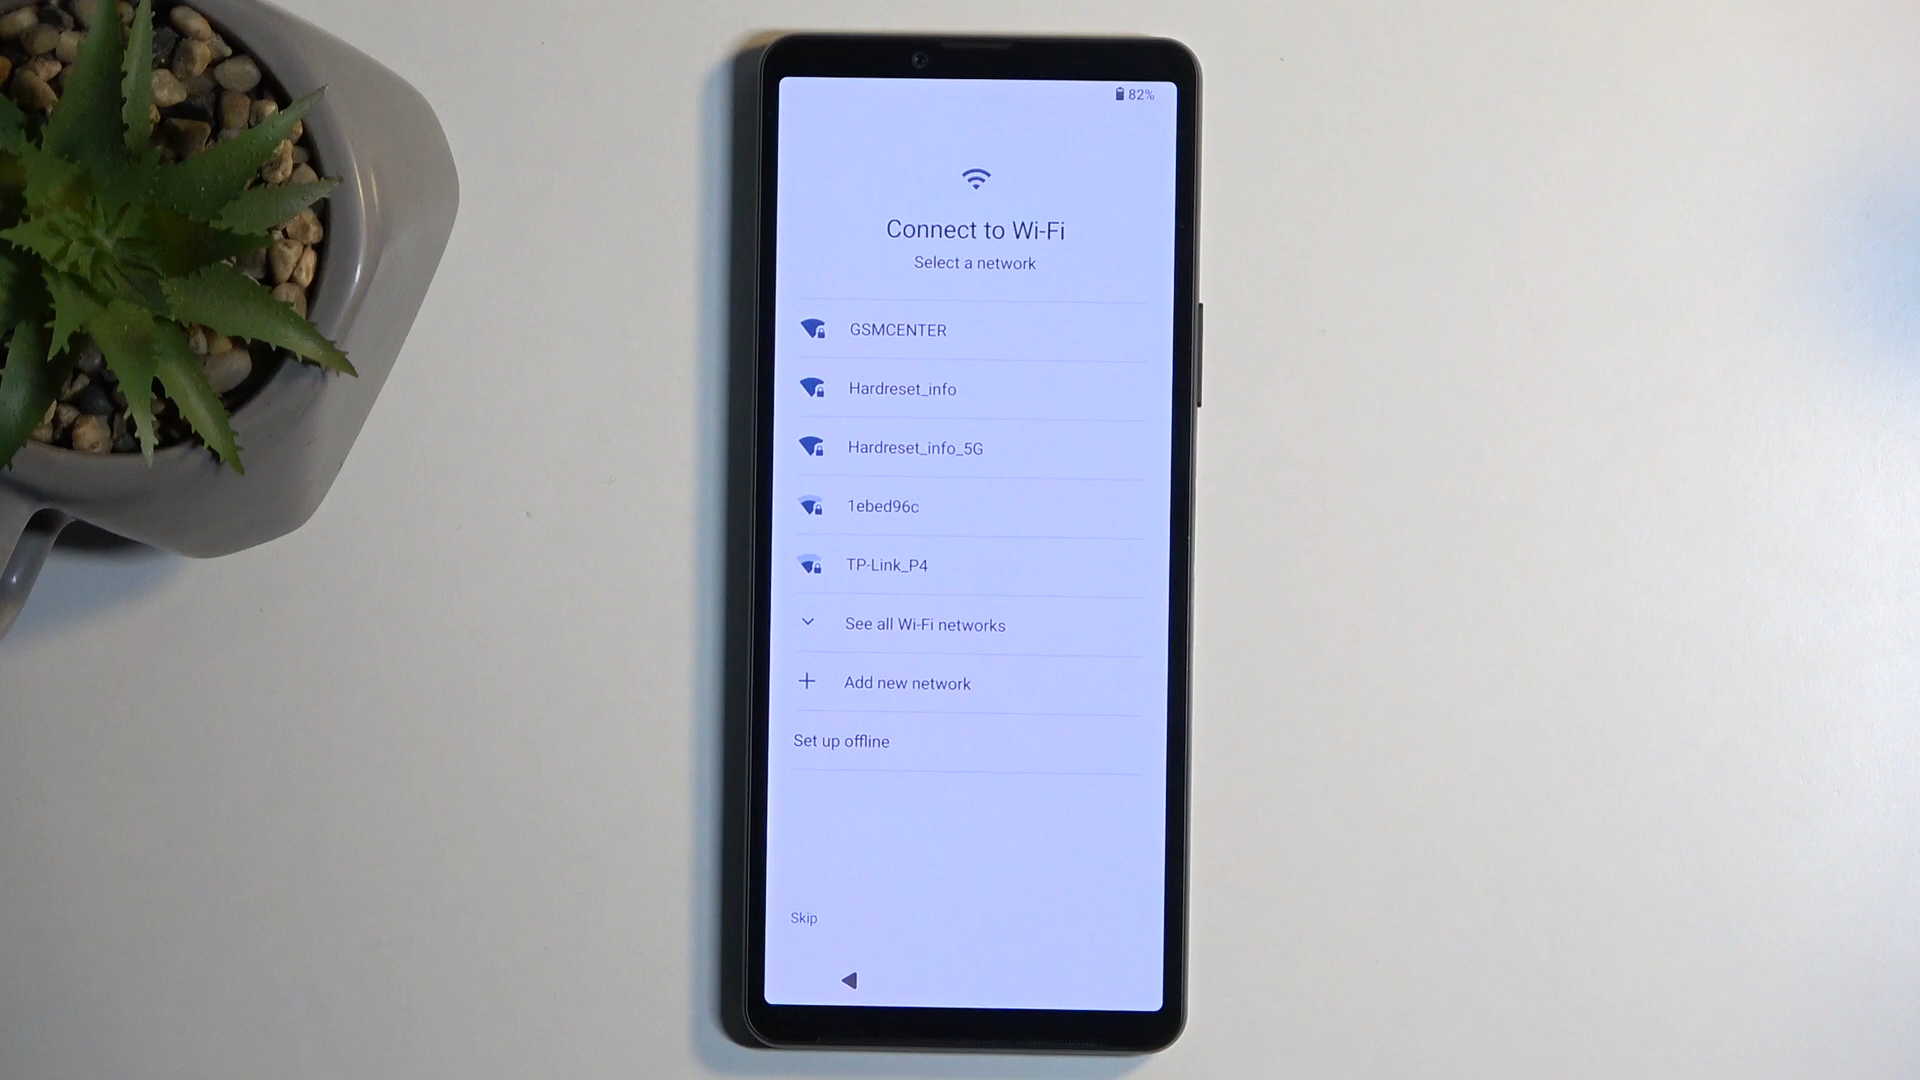 82%
Connect to Wi-Fi
Select a network
GSMCENTER
Hardreset_info
Hardreset_info_5G
1ebed96c
TP-Link_P4
See all Wi-Fi networks
Add new network
Set up offline
Skip